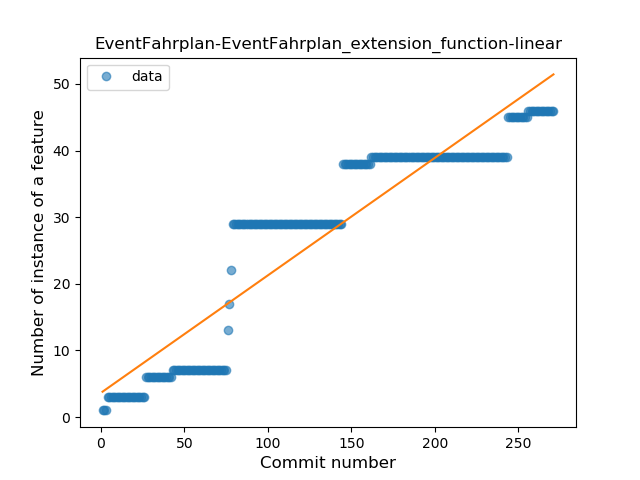 EventFahrplan-EventFahrplan_extension_function-linear
data
Number of instance of a feature
50
40
30
20
10
0
0 50 100 150 200 250
Commit number